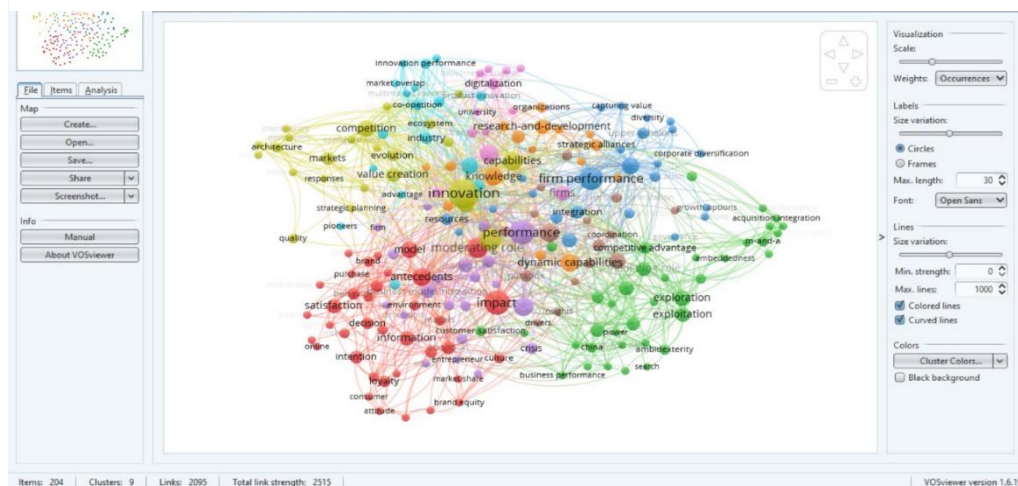 File Items Analysis
Map
Create...
Open...
Save...
Share
Screenshot...
Info
Manual
About VOSviewer
innovation performance
digitalization
market overlap
product innovation
co-opetition
university
organizations
capturing value
diversity
ecosystem
competition
research-and-development
industry
strategic alliances
architecture
markets
evolution
capabilities
corporate diversification
responses
value creation
knowledge
firm performance
advantage
innovation
firms
strategic planning
growth options
pioneers
firm
resources
integration
acquisition integration
quality
performance
coordination
m-and-a
model
moderating role
competitive advantage
brand
dynamic capabilities
embeddedness
purchase
antecedents
satisfaction
environment
impact
exploration
exploitation
decision
insights
drivers
information
customer satisfaction
power
online
crisis
china
ambidexterity
intention
entrepreneur
culture
search
loyalty
market share
business performance
consumer
brand equity
attitude
Visualization
Scale:
Weights: Occurrences
Labels
Size variation:
Circles
Frames
Max. length: 30
Font: Open Sans
Lines
Size variation:
Min. strength: 0
Max. lines: 1000
Colored lines
Curved lines
Colors
Cluster Colors...
Black background
Items: 204 Clusters: 9 Links: 2095 Total link strength: 2515 VOSviewer version